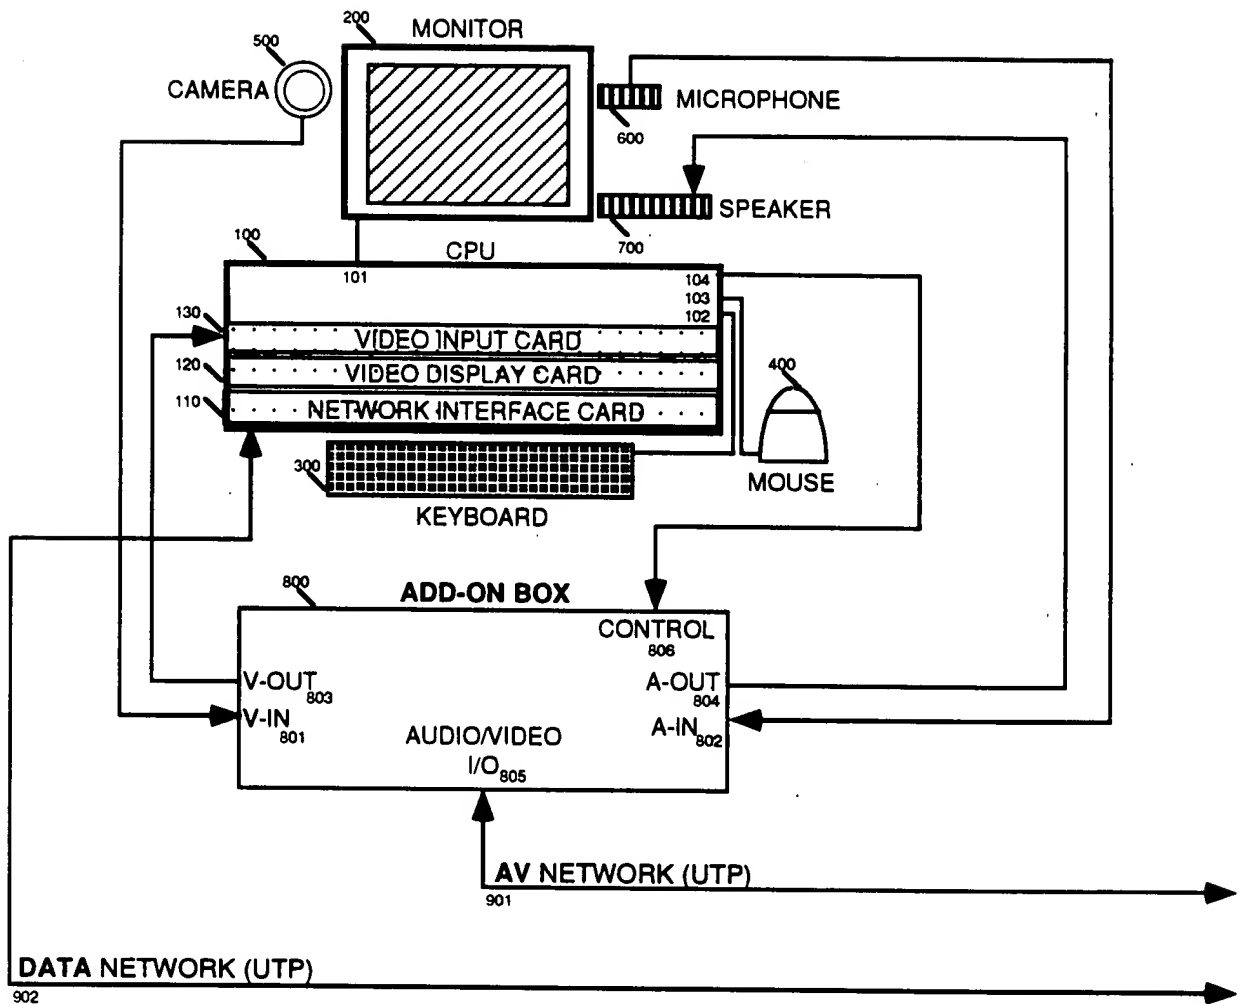 200
MONITOR
500
CAMERA
MICROPHONE
600
SPEAKER
700
100
CPU
101
104
103
102
130
VIDEO INPUT CARD
120
VIDEO DISPLAY CARD
110
NETWORK INTERFACE CARD
400
MOUSE
300
KEYBOARD
800
ADD-ON BOX
CONTROL
806
V-OUT 803
A-OUT 804
V-IN 801
A-IN 802
AUDIO/VIDEO
I/O 805
AV NETWORK (UTP)
901
DATA NETWORK (UTP)
902